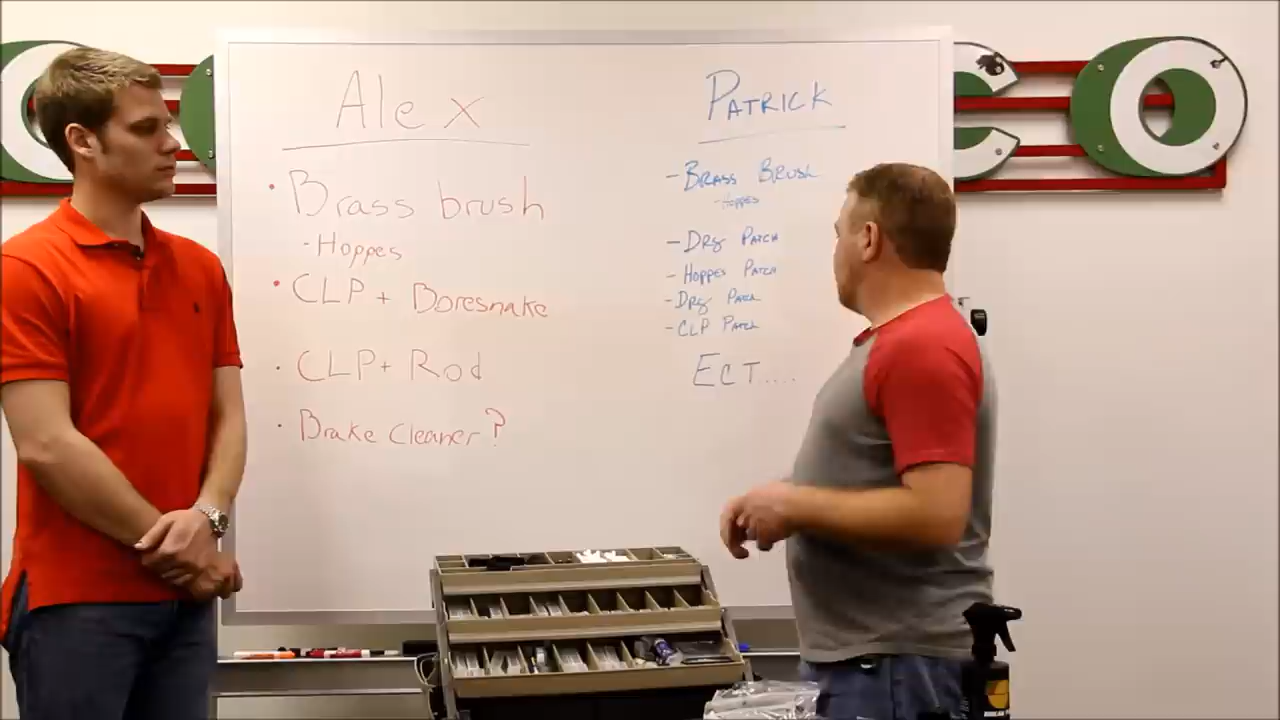 Alex
• Brass brush
- Hoppes
• CLP + Boresnake
• CLP + Rod
• Brake Cleaner?
PATRICK
- BRASS BRUSH
- HOPPES
- DRY PATCH
- HOPPES PATCH
- DRY PATCH
- CLP PATCH
ECT....
CO